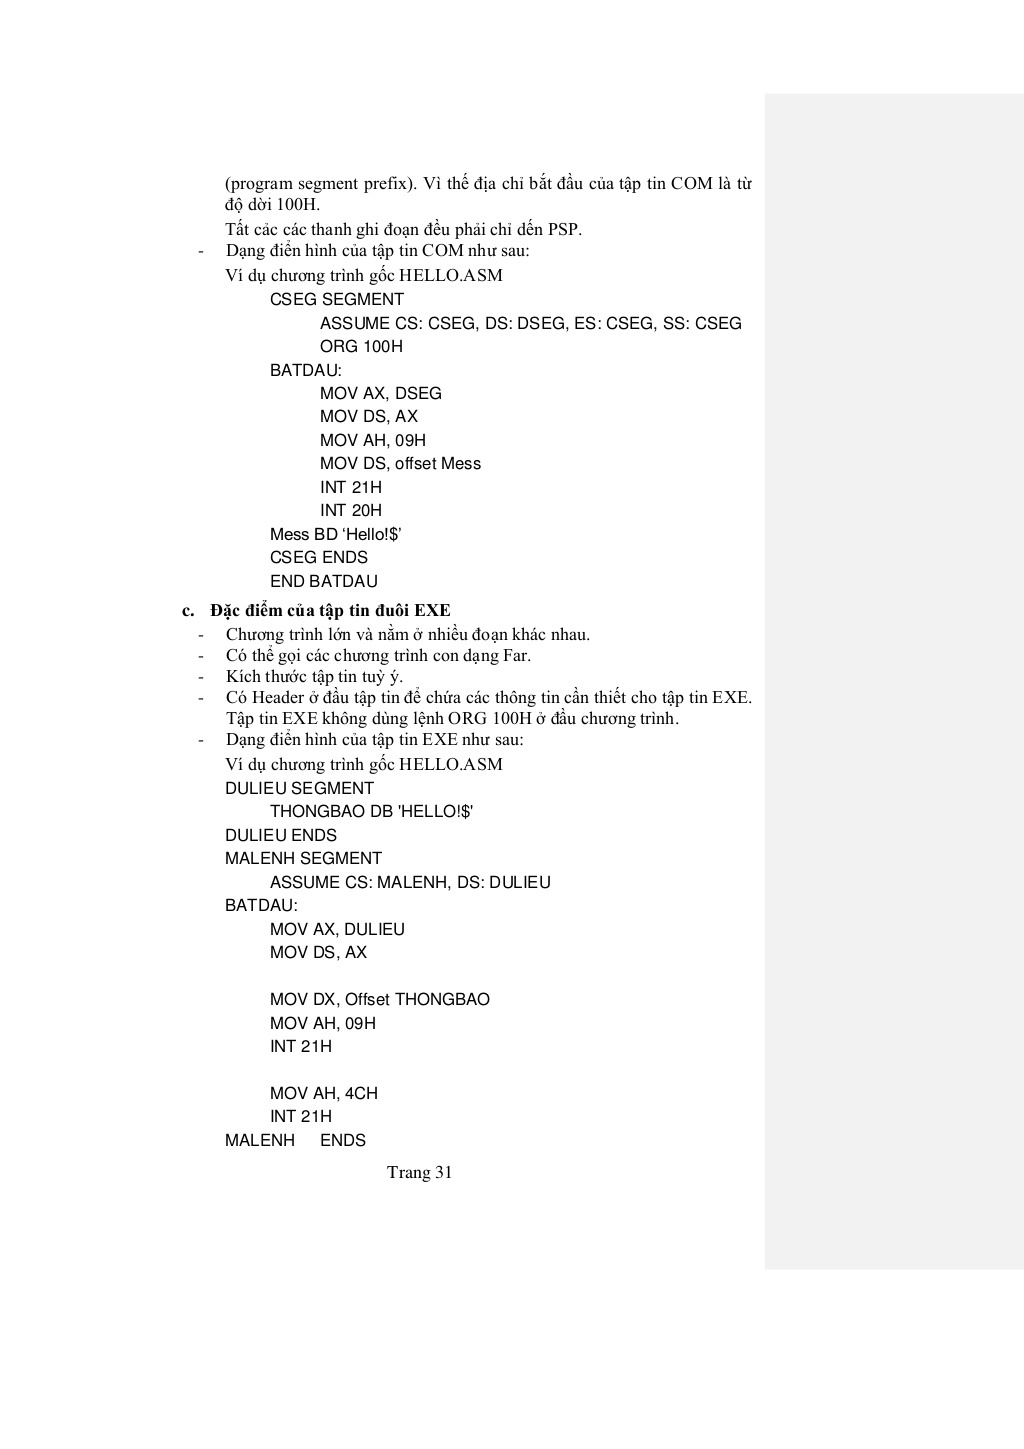 (program segment prefix). Vì thế địa chỉ bắt đầu của tập tin COM là từ
độ dời 100H.
Tất cảc các thanh ghi đoạn đều phải chỉ dến PSP.
- Dạng điển hình của tập tin COM như sau:
Ví dụ chương trình gốc HELLO.ASM
CSEG SEGMENT
ASSUME CS: CSEG, DS: DSEG, ES: CSEG, SS: CSEG
ORG 100H
BATDAU:
MOV AX, DSEG
MOV DS, AX
MOV AH, 09H
MOV DS, offset Mess
INT 21H
INT 20H
Mess BD ‘Hello!$’
CSEG ENDS
END BATDAU
c. Đặc điểm của tập tin đuôi EXE
- Chương trình lớn và nằm ở nhiều đoạn khác nhau.
- Có thể gọi các chương trình con dạng Far.
- Kích thước tập tin tuỳ ý.
- Có Header ở đầu tập tin để chứa các thông tin cần thiết cho tập tin EXE.
Tập tin EXE không dùng lệnh ORG 100H ở đầu chương trình.
- Dạng điển hình của tập tin EXE như sau:
Ví dụ chương trình gốc HELLO.ASM
DULIEU SEGMENT
THONGBAO DB 'HELLO!$'
DULIEU ENDS
MALENH SEGMENT
ASSUME CS: MALENH, DS: DULIEU
BATDAU:
MOV AX, DULIEU
MOV DS, AX
MOV DX, Offset THONGBAO
MOV AH, 09H
INT 21H
MOV AH, 4CH
INT 21H
MALENH ENDS
Trang 31